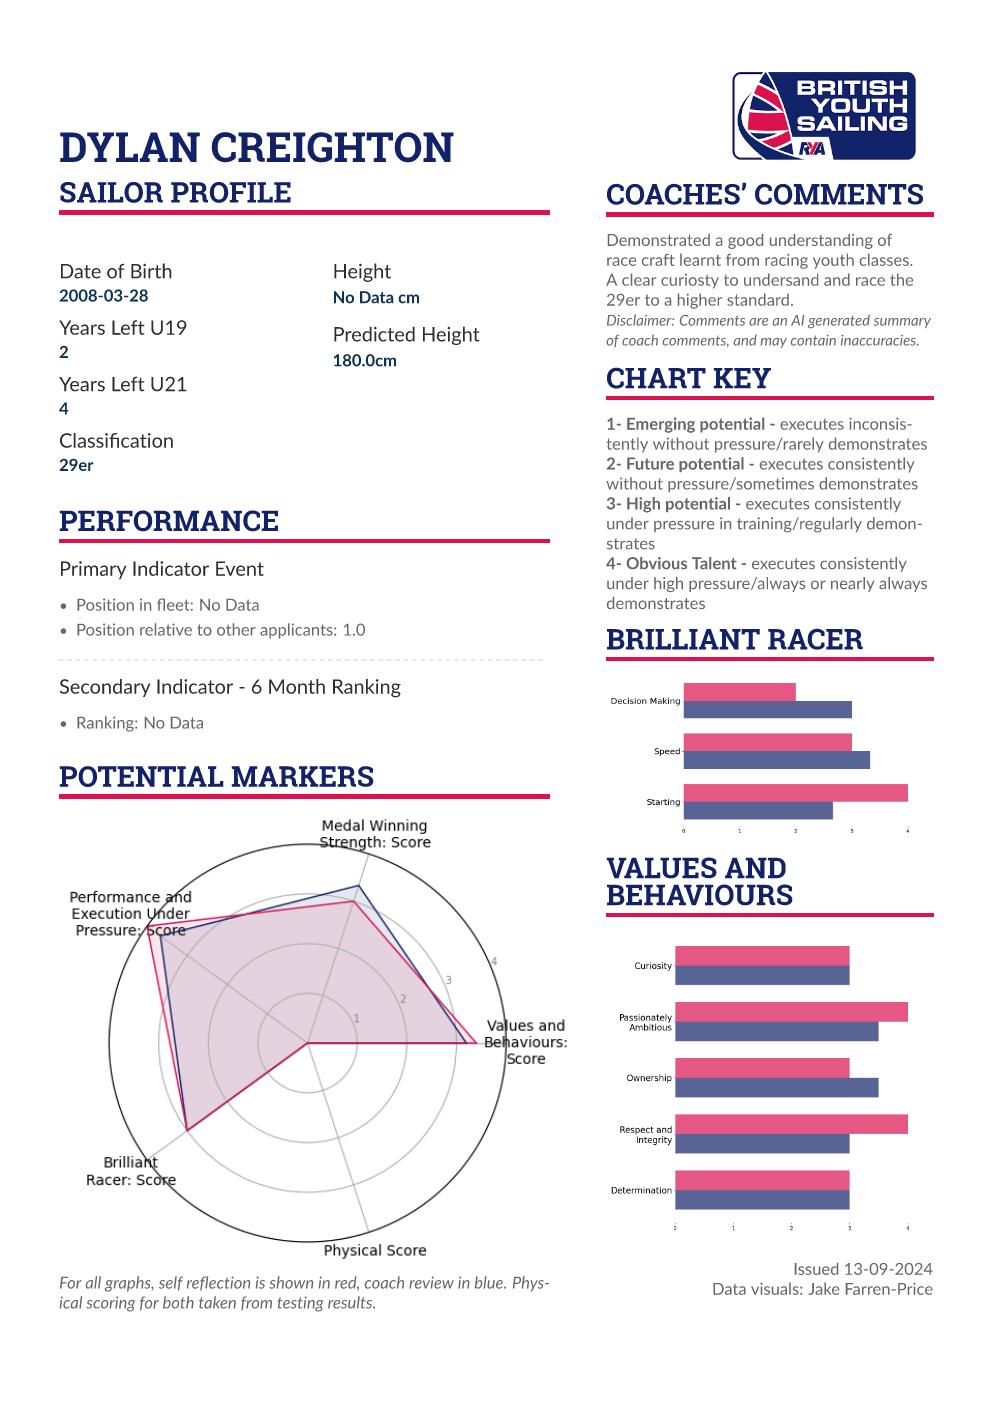 BRITISH
YOUTH
SAILING
RYA
DYLAN CREIGHTON
SAILOR PROFILE
Date of Birth
2008-03-28
Years Left U19
2
Years Left U21
4
Classification
29er
Height
No Data cm
Predicted Height
180.0cm
PERFORMANCE
Primary Indicator Event
• Position in fleet: No Data
• Position relative to other applicants: 1.0
Secondary Indicator - 6 Month Ranking
• Ranking: No Data
POTENTIAL MARKERS
Medal Winning
Strength: Score
Performance and
Execution Under
Pressure: Score
4
3
2
1
Values and
Behaviours:
Score
Brilliant
Racer: Score
Physical Score
For all graphs, self reflection is shown in red, coach review in blue. Phys-
ical scoring for both taken from testing results.
COACHES’ COMMENTS
Demonstrated a good understanding of
race craft learnt from racing youth classes.
A clear curiosty to undersand and race the
29er to a higher standard.
Disclaimer: Comments are an AI generated summary
of coach comments, and may contain inaccuracies.
CHART KEY
1- Emerging potential - executes inconsis-
tently without pressure/rarely demonstrates
2- Future potential - executes consistently
without pressure/sometimes demonstrates
3- High potential - executes consistently
under pressure in training/regularly demon-
strates
4- Obvious Talent - executes consistently
under high pressure/always or nearly always
demonstrates
BRILLIANT RACER
Decision Making
Speed
Starting
0 1 2 3 4
VALUES AND
BEHAVIOURS
Curiosity
Passionately
Ambitious
Ownership
Respect and
Integrity
Determination
0 1 2 3 4
Issued 13-09-2024
Data visuals: Jake Farren-Price